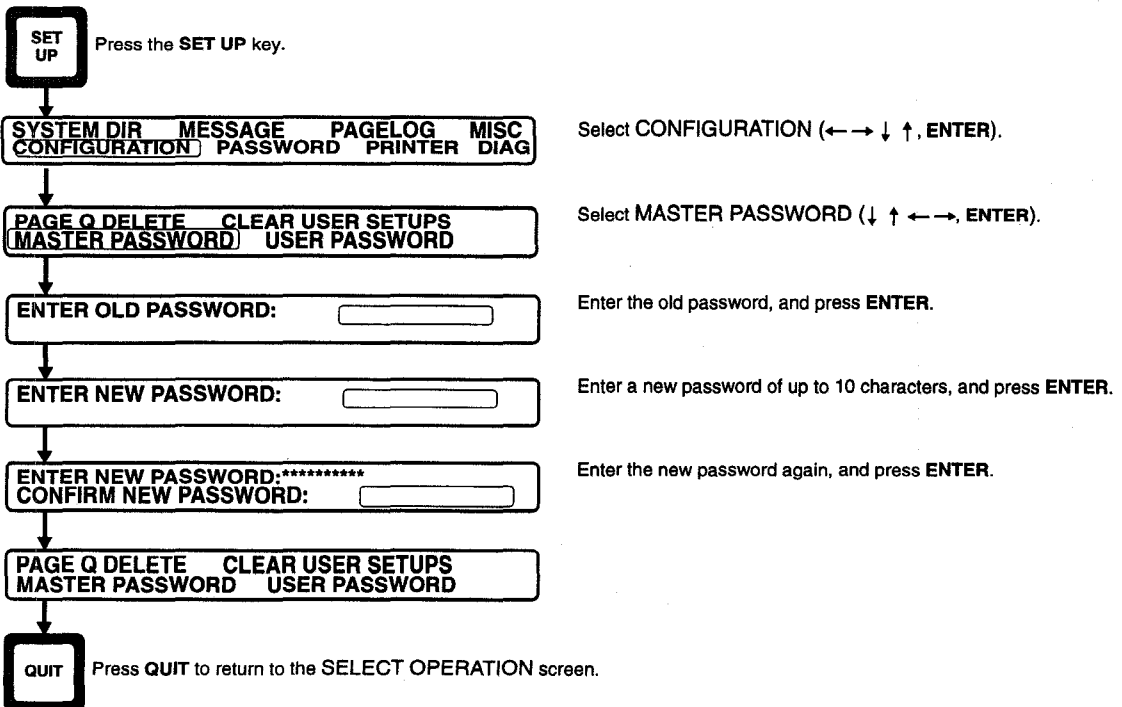 SET
UP
Press the SET UP key.
SYSTEM DIR MESSAGE PAGELOG MISC
CONFIGURATION PASSWORD PRINTER DIAG
Select CONFIGURATION (← → ↓ ↑, ENTER).
PAGE Q DELETE CLEAR USER SETUPS
MASTER PASSWORD USER PASSWORD
Select MASTER PASSWORD (↓ ↑ ← →, ENTER).
ENTER OLD PASSWORD:
Enter the old password, and press ENTER.
ENTER NEW PASSWORD:
Enter a new password of up to 10 characters, and press ENTER.
ENTER NEW PASSWORD:**********
CONFIRM NEW PASSWORD:
Enter the new password again, and press ENTER.
PAGE Q DELETE CLEAR USER SETUPS
MASTER PASSWORD USER PASSWORD
QUIT
Press QUIT to return to the SELECT OPERATION screen.